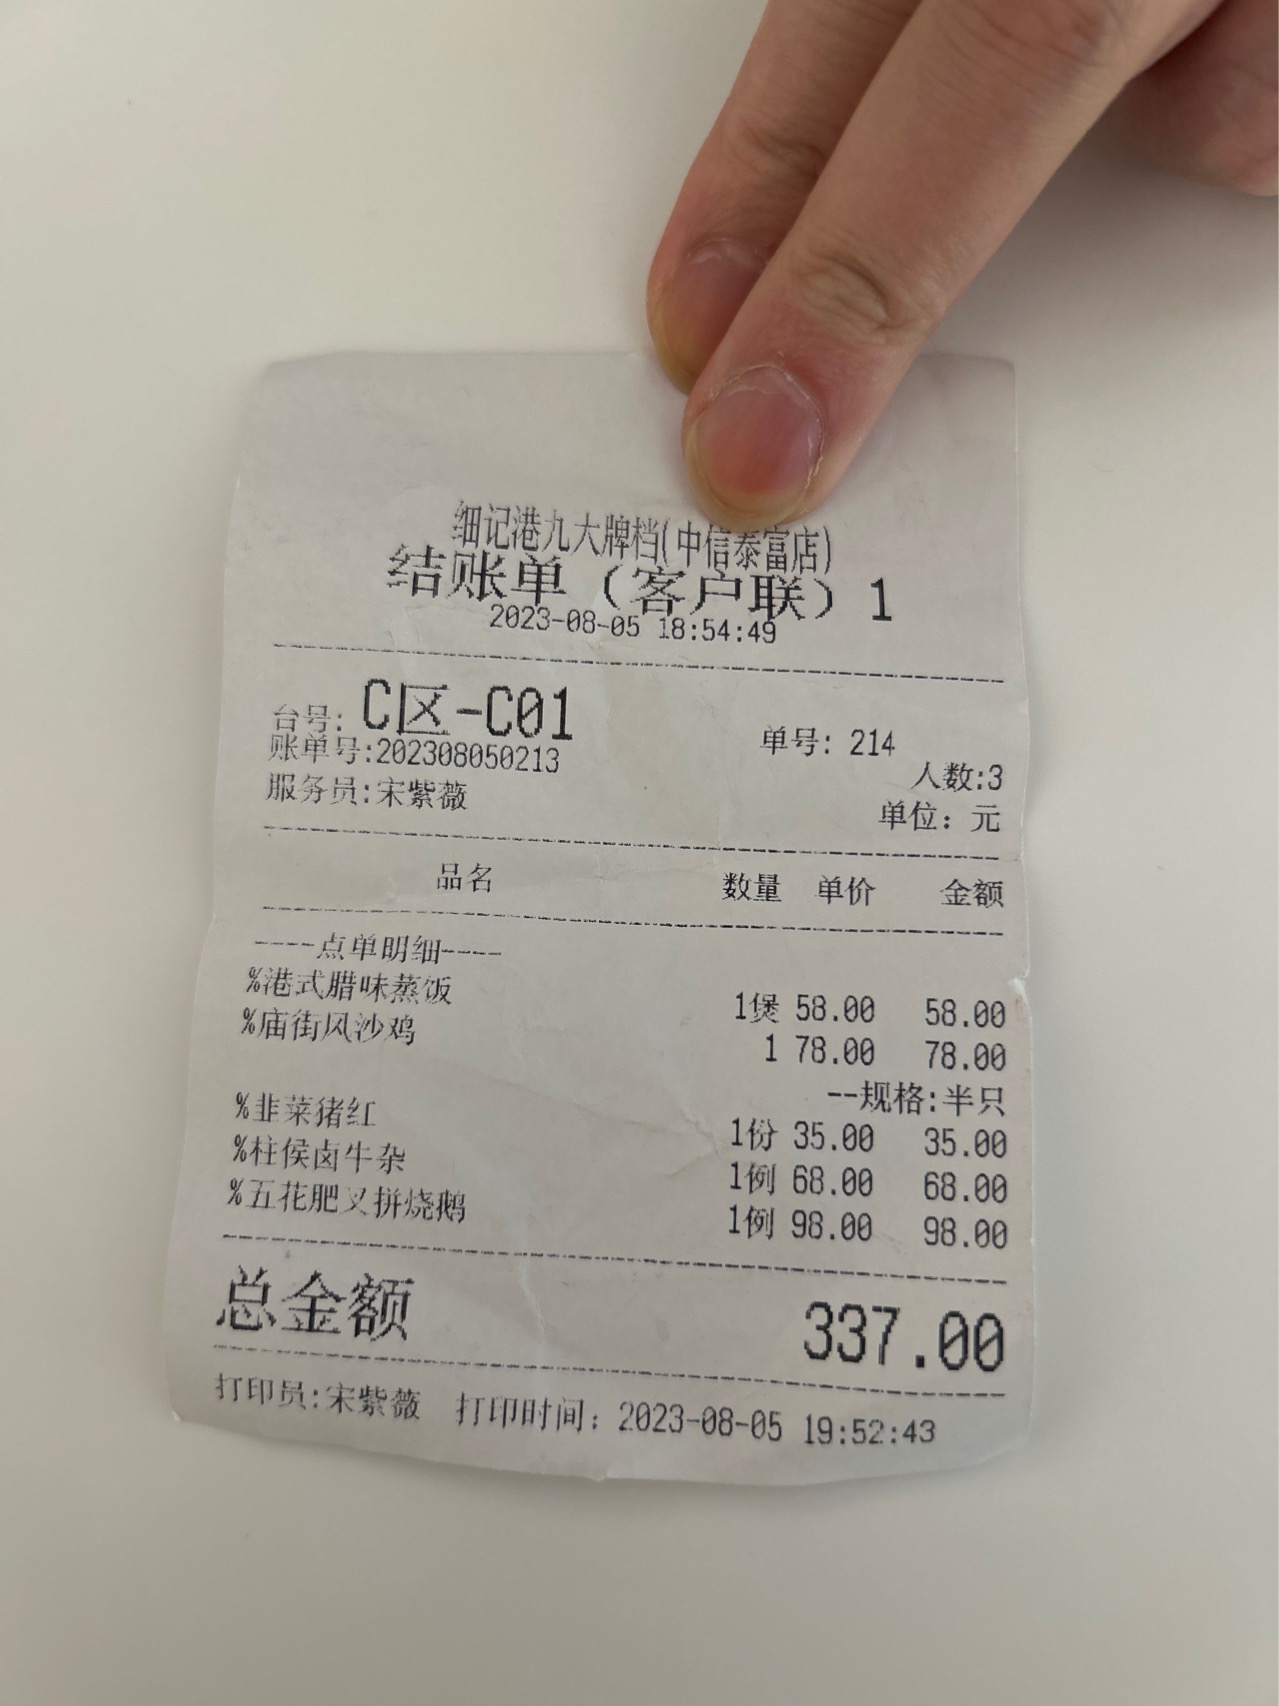 细记港九大牌档(中信泰富店)
结账单（客户联）1
2023-08-05 18:54:49
台号: C区-C01 单号: 214
账单号:202308050213 人数:3
服务员:宋紫薇 单位: 元
品名 数量 单价 金额
----点单明细----
%港式腊味蒸饭 1煲 58.00 58.00
%庙街风沙鸡 1 78.00 78.00
--规格:半只
%韭菜猪红 1份 35.00 35.00
%柱侯卤牛杂 1例 68.00 68.00
%五花肥叉拼烧鹅 1例 98.00 98.00
总金额 337.00
打印员:宋紫薇 打印时间: 2023-08-05 19:52:43